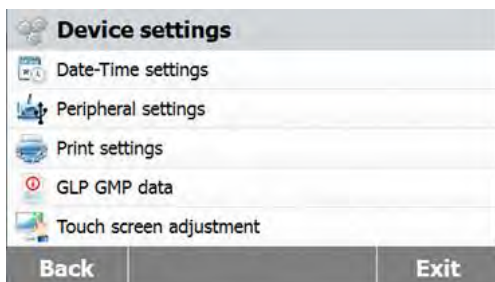 Device settings
Date-Time settings
Peripheral settings
Print settings
GLP GMP data
Touch screen adjustment
Back Exit